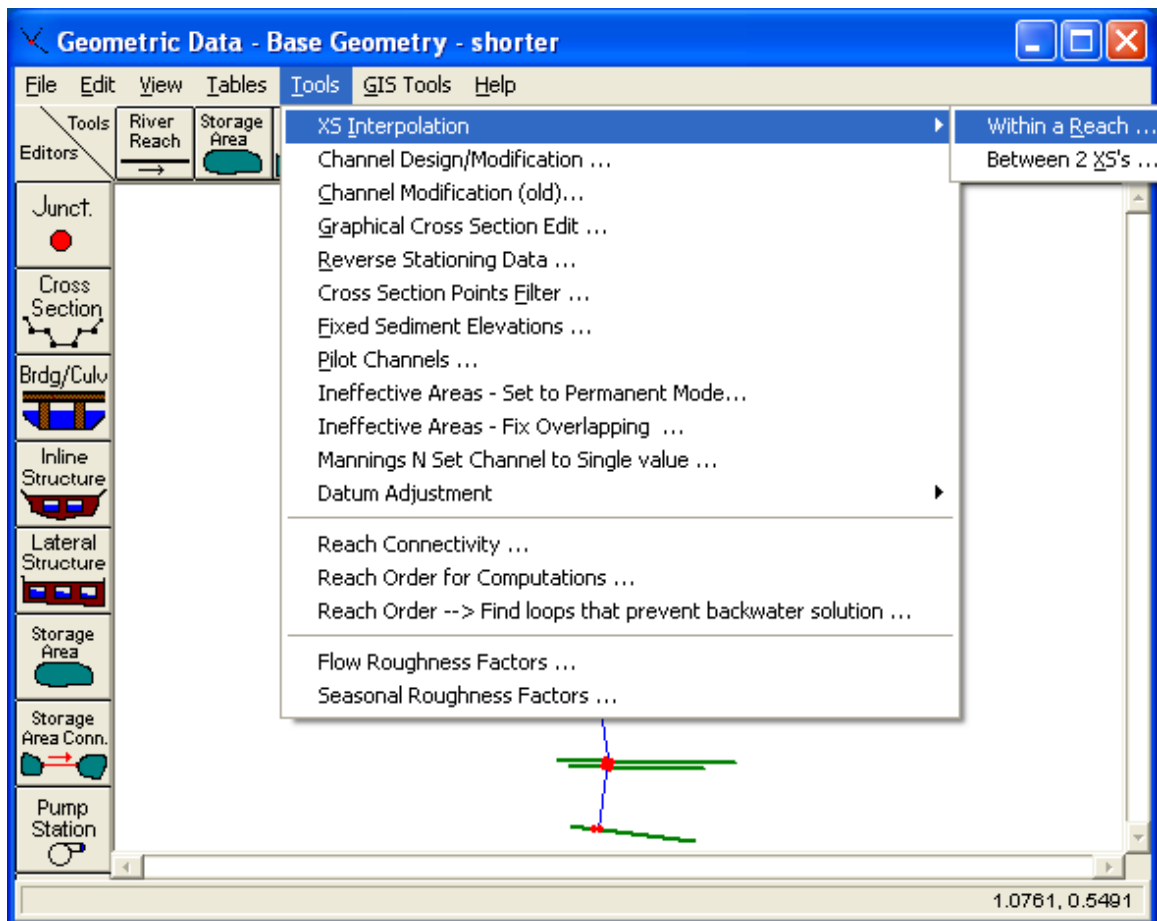 Geometric Data - Base Geometry - shorter
File Edit View Tables Tools GIS Tools Help
Tools
Editors
River
Reach
Storage
Area
XS Interpolation
Within a Reach ...
Between 2 XS's ...
Channel Design/Modification ...
Channel Modification (old)...
Graphical Cross Section Edit ...
Reverse Stationing Data ...
Cross Section Points Filter ...
Fixed Sediment Elevations ...
Pilot Channels ...
Ineffective Areas - Set to Permanent Mode...
Ineffective Areas - Fix Overlapping ...
Mannings N Set Channel to Single value ...
Datum Adjustment
Reach Connectivity ...
Reach Order for Computations ...
Reach Order --> Find loops that prevent backwater solution ...
Flow Roughness Factors ...
Seasonal Roughness Factors ...
Junct.
Cross
Section
Brdg/Culv
Inline
Structure
Lateral
Structure
Storage
Area
Storage
Area Conn.
Pump
Station
1.0761, 0.5491